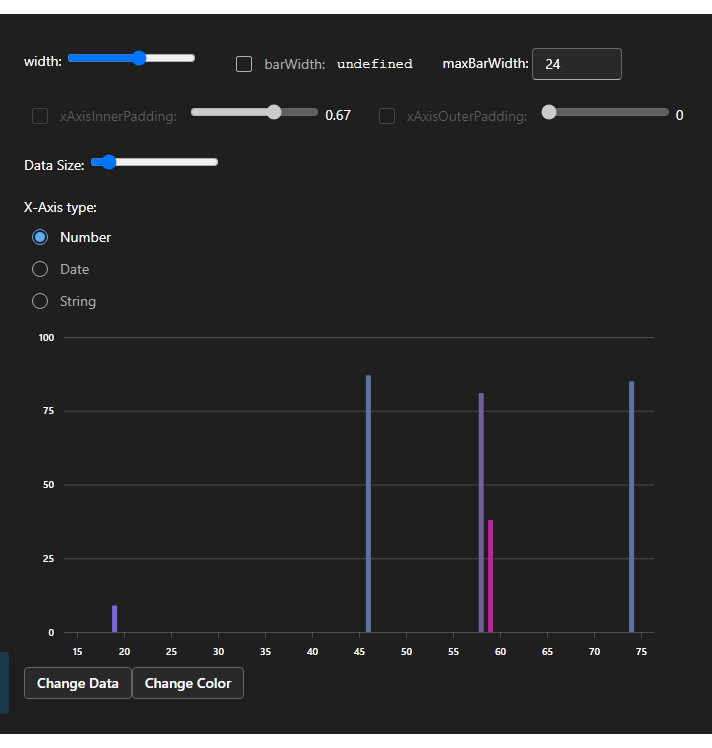 width: barWidth: undefined maxBarWidth: 24
xAxisInnerPadding: 0.67 xAxisOuterPadding: 0
Data Size:
X-Axis type:
Number
Date
String
100
75
50
25
0
15 20 25 30 35 40 45 50 55 60 65 70 75
Change Data Change Color